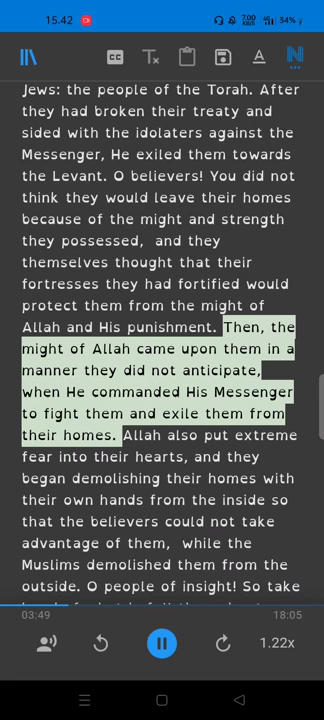 15.42
7.00
KB/S
4G
34%
CC
Jews: the people of the Torah. After
they had broken their treaty and
sided with the idolaters against the
Messenger, He exiled them towards
the Levant. O believers! You did not
think they would leave their homes
because of the might and strength
they possessed, and they
themselves thought that their
fortresses they had fortified would
protect them from the might of
Allah and His punishment. Then, the
might of Allah came upon them in a
manner they did not anticipate,
when He commanded His Messenger
to fight them and exile them from
their homes. Allah also put extreme
fear into their hearts, and they
began demolishing their homes with
their own hands from the inside so
that the believers could not take
advantage of them, while the
Muslims demolished them from the
outside. O people of insight! So take
03:49
18:05
1.22x